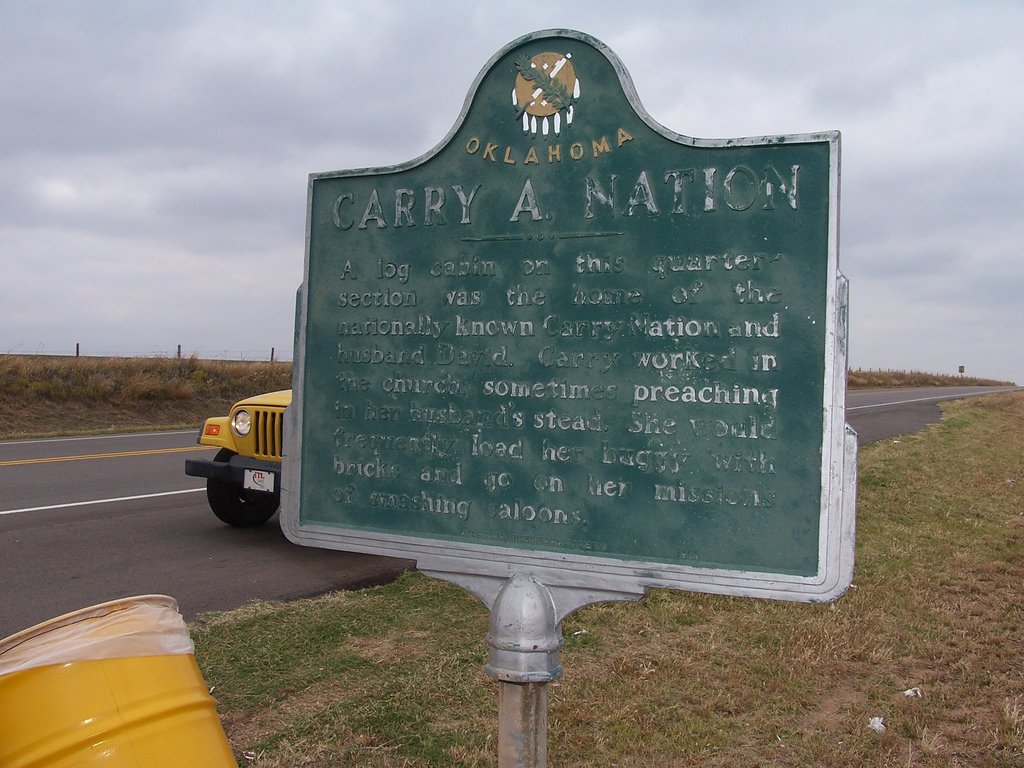 OKLAHOMA
CARRY A. NATION
A log cabin on this quarter-
section was the home of the
nationally known Carry Nation and
husband David. Carry worked in
the church, sometimes preaching
in her husband's stead. She would
frequently load her buggy with
bricks and go on her missions
of smashing saloons.